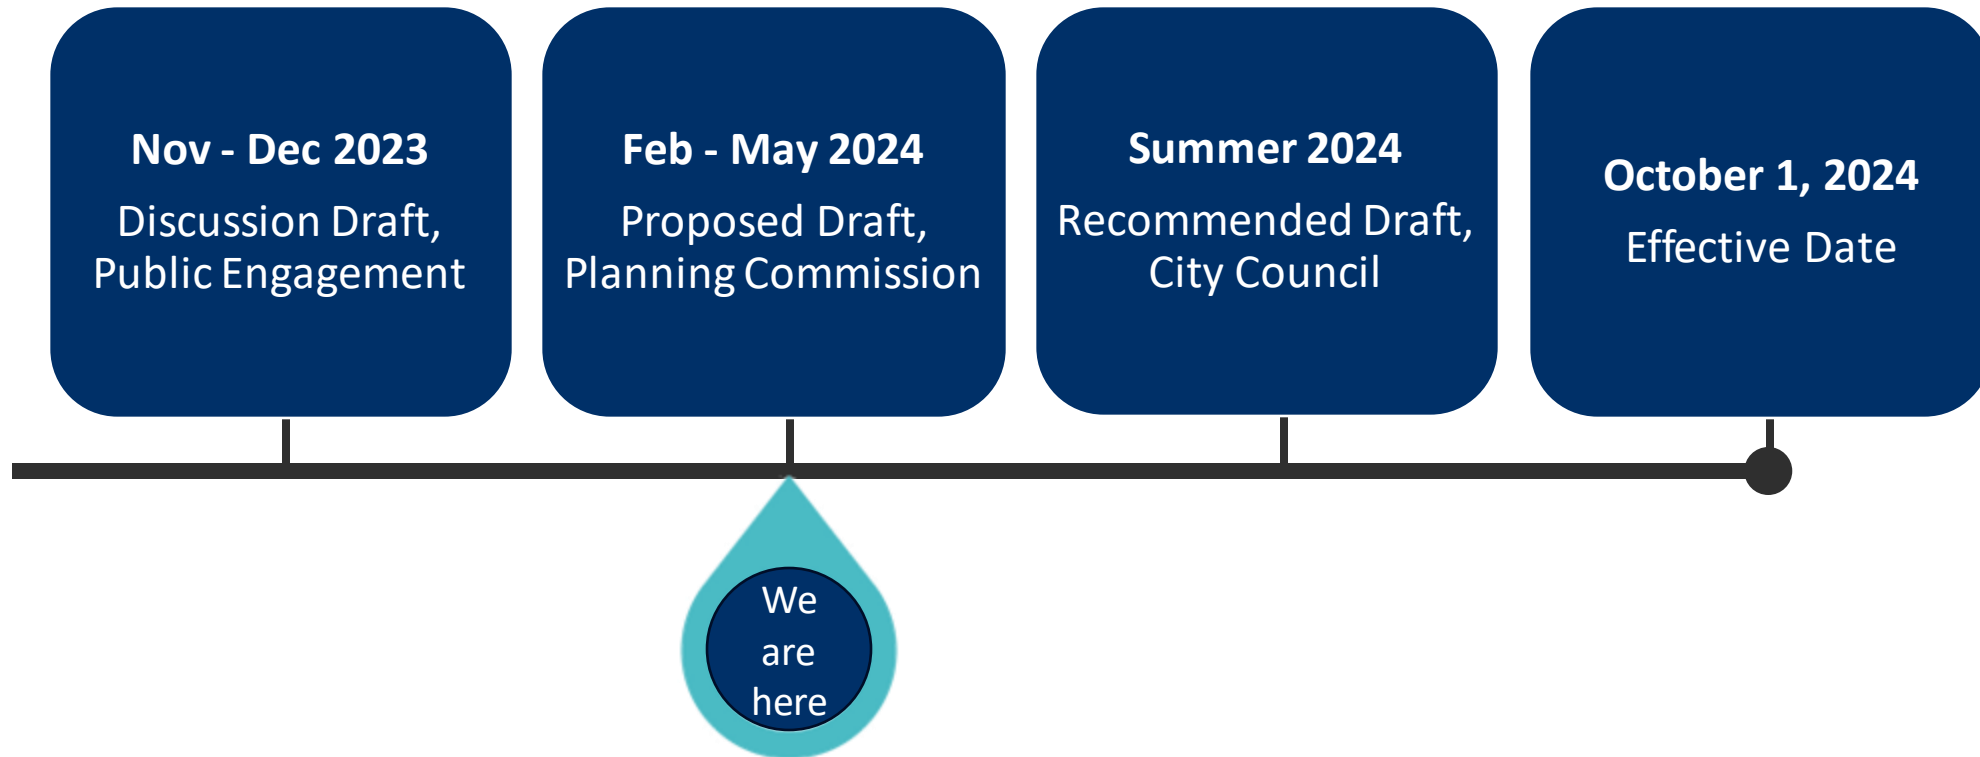 Nov - Dec 2023
Discussion Draft,
Public Engagement
Feb - May 2024
Proposed Draft,
Planning Commission
Summer 2024
Recommended Draft,
City Council
October 1, 2024
Effective Date
We
are
here